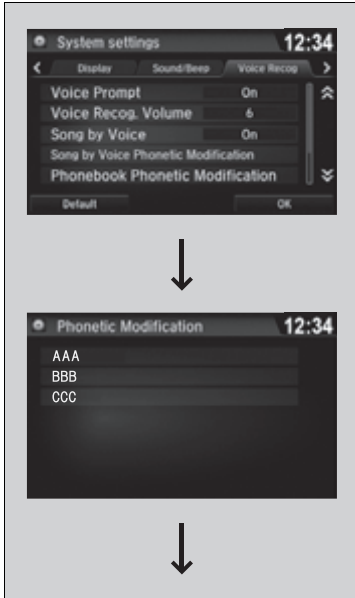 System settings 12:34
Display Sound/Beep Voice Recog
Voice Prompt On
Voice Recog. Volume 6
Song by Voice On
Song by Voice Phonetic Modification
Phonebook Phonetic Modification
Default OK
Phonetic Modification 12:34
AAA
BBB
CCC